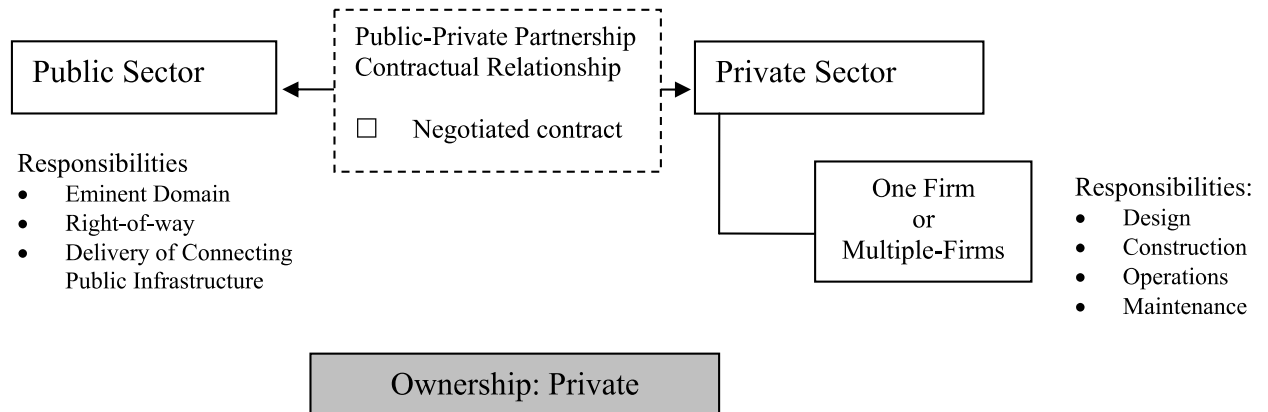 Public Sector
Public-Private Partnership
Contractual Relationship
☐ Negotiated contract
Private Sector
Responsibilities
• Eminent Domain
• Right-of-way
• Delivery of Connecting
Public Infrastructure
One Firm
or
Multiple-Firms
Responsibilities:
• Design
• Construction
• Operations
• Maintenance
Ownership: Private